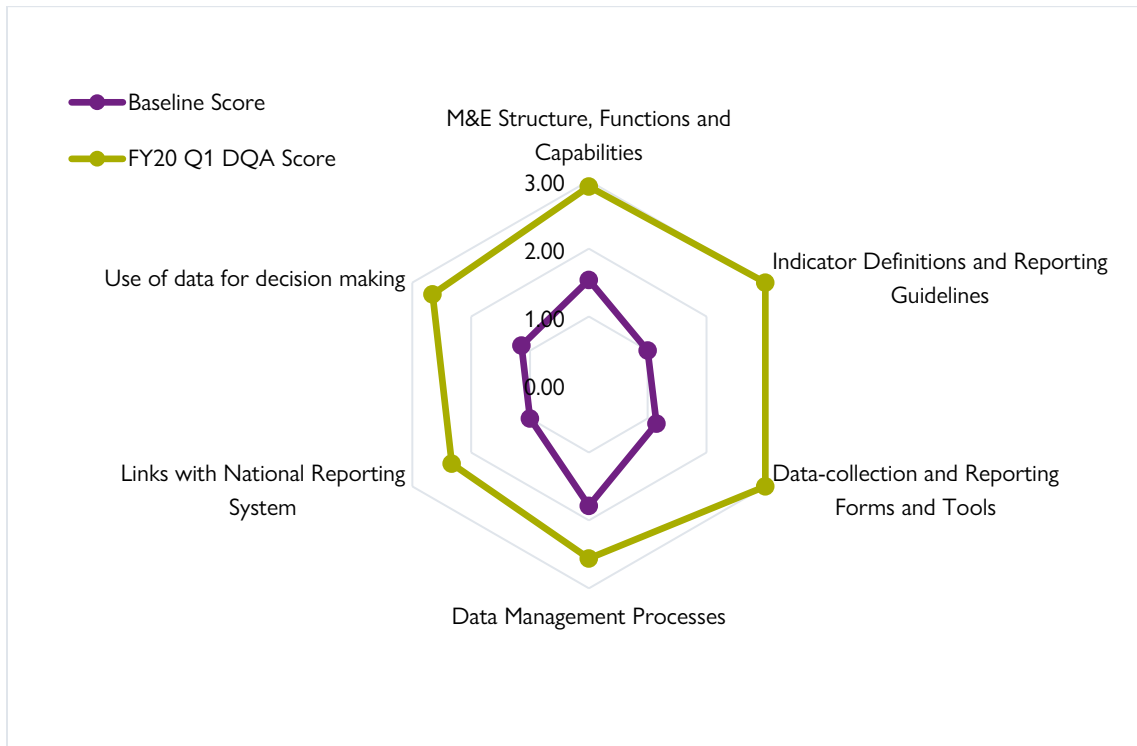 Baseline Score
FY20 Q1 DQA Score
M&E Structure, Functions and
Capabilities
3.00
2.00
1.00
0.00
Indicator Definitions and Reporting
Guidelines
Use of data for decision making
Links with National Reporting
System
Data-collection and Reporting
Forms and Tools
Data Management Processes